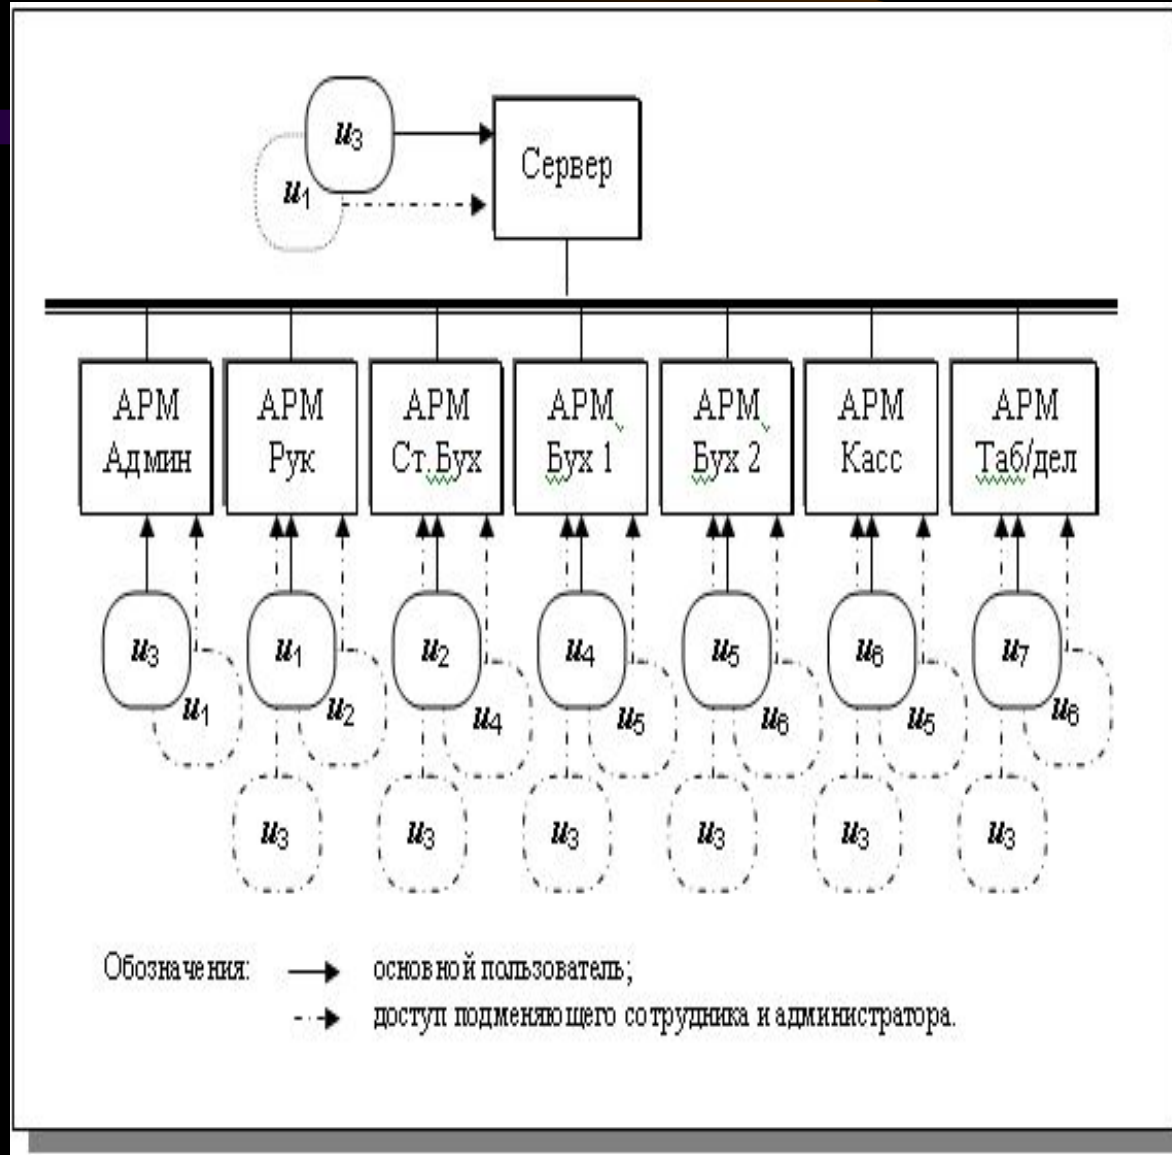 u3
Сервер
u1
АРМ Админ
АРМ Рук
АРМ Ст.Бух
АРМ Бух 1
АРМ Бух 2
АРМ Касс
АРМ Таб/дел
u3
u1
u2
u4
u5
u6
u7
u1
u2
u4
u5
u6
u5
u6
u3
u3
u3
u3
u3
u3
Обозначения: основной пользователь;
доступ подменяющего сотрудника и администратора.